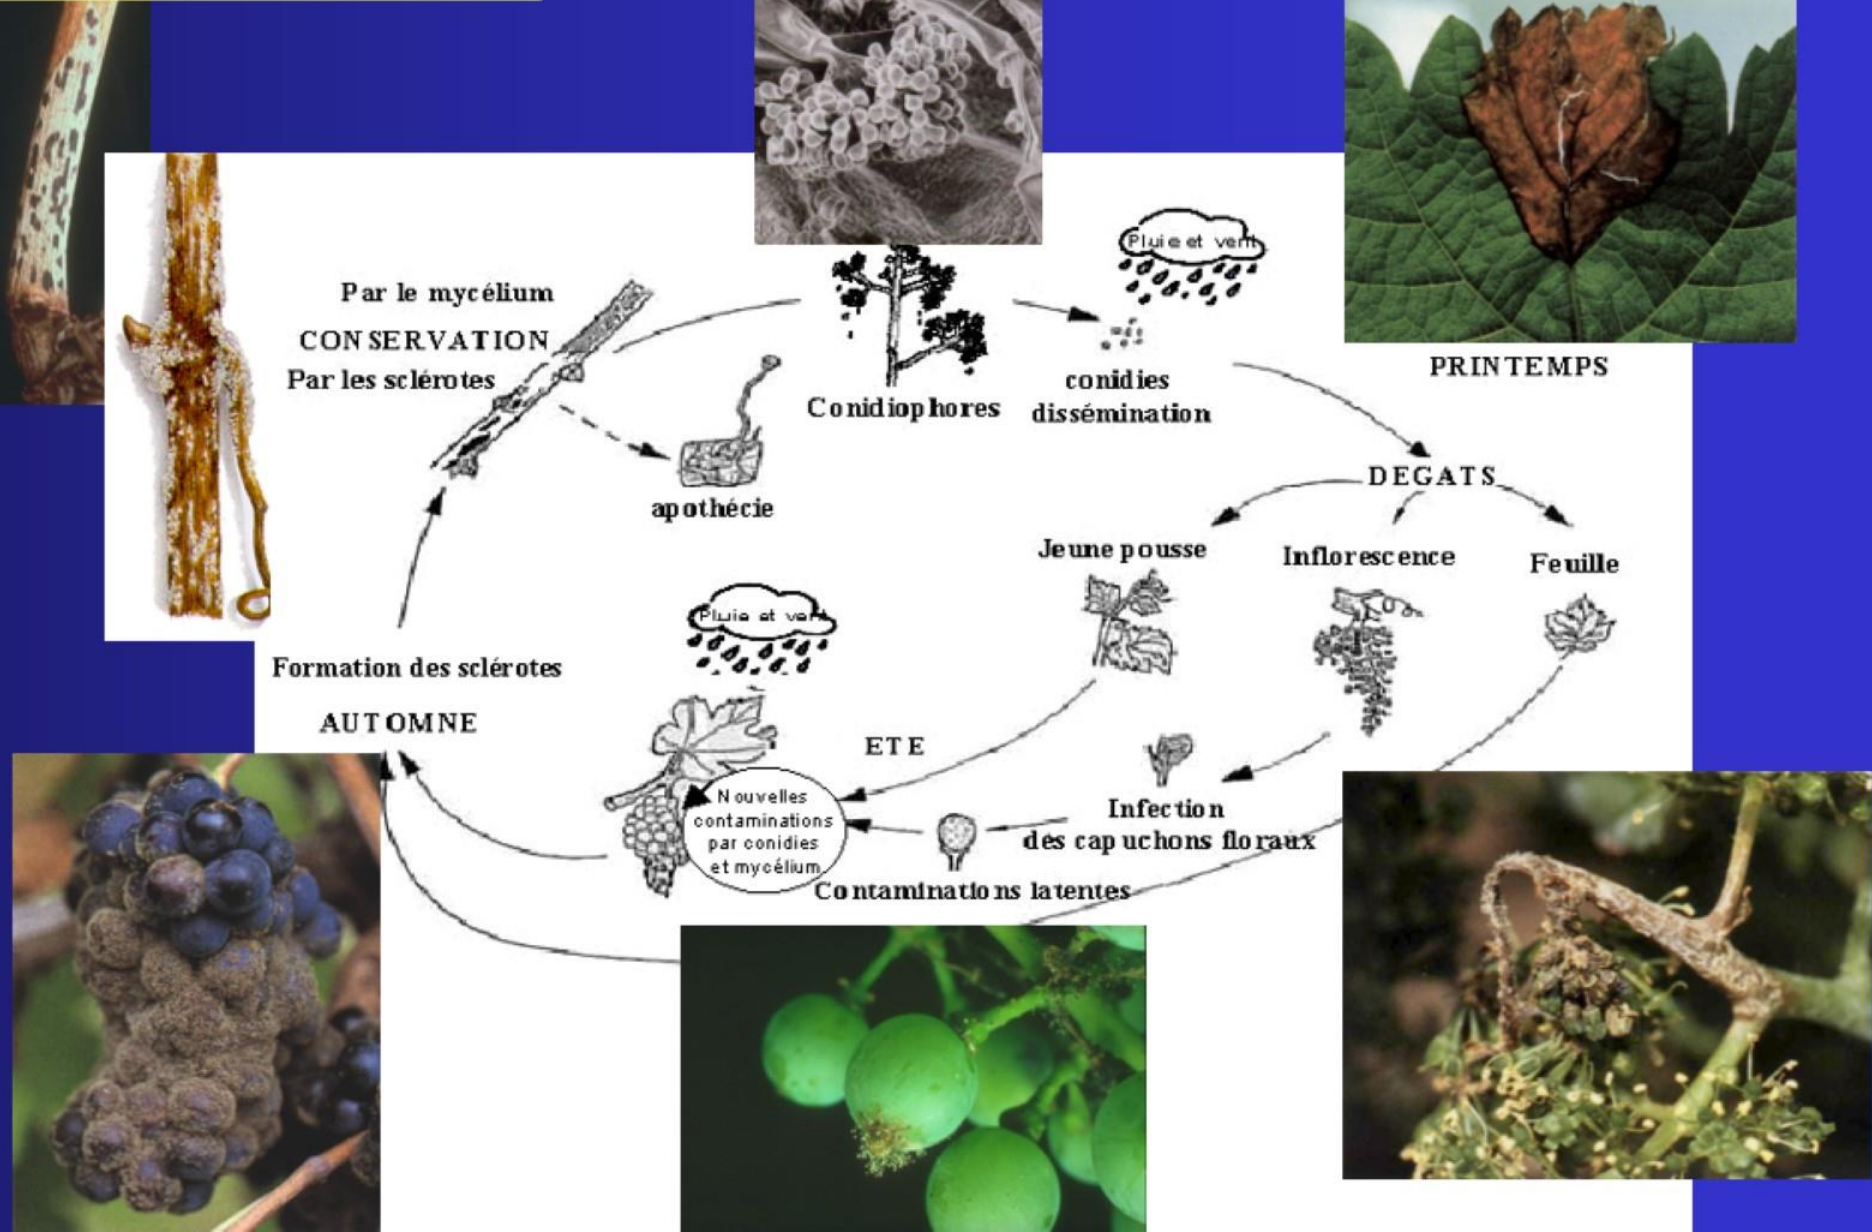 Pluie et vent
Par le mycélium
CONSERVATION
Par les sclérotes
PRINTEMPS
conidies
dissémination
Conidiophores
DEGATS
apothécie
Jeune pousse
Inflorescence
Feuille
Pluie et vent
Formation des sclérotes
AUTOMNE
ETE
Nouvelles
contaminations
par conidies
et mycélium
Infection
des capuchons floraux
Contaminations latentes